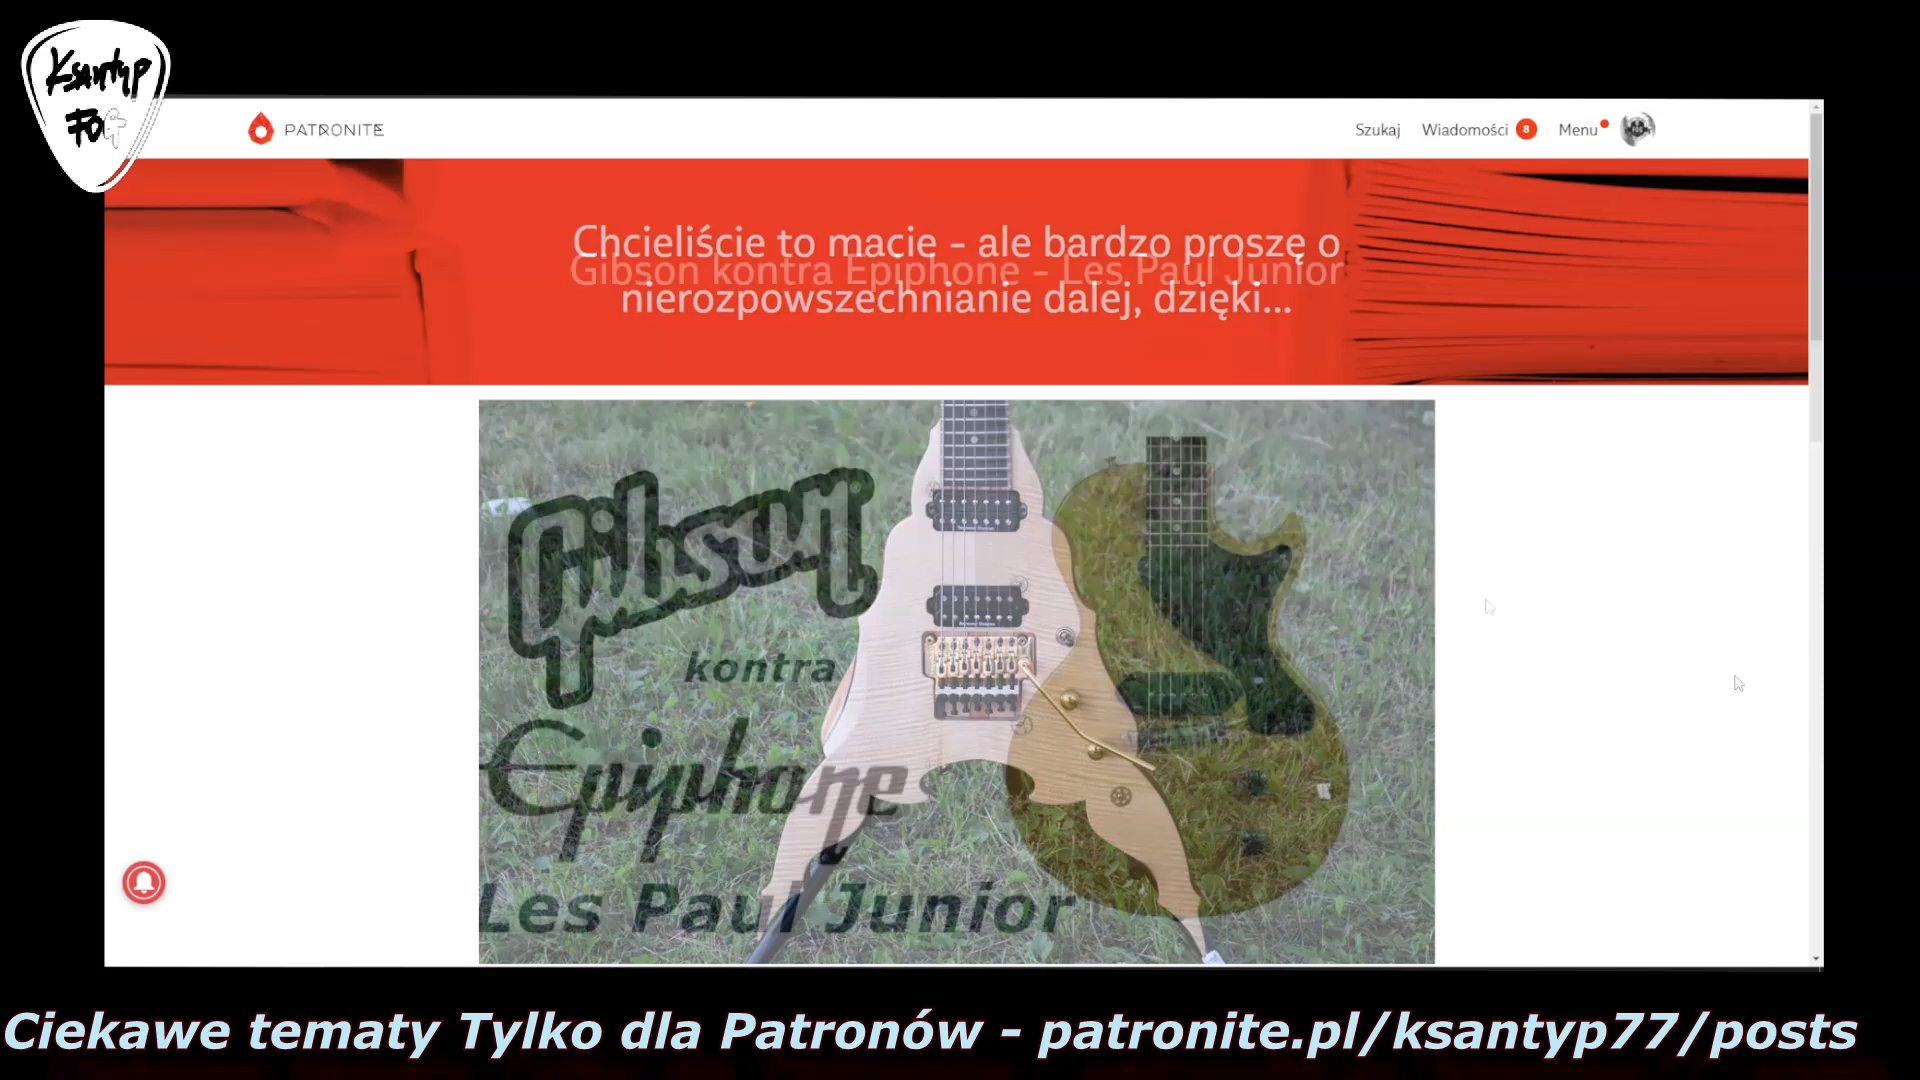 Ksantyp
PATRONITE
Szukaj Wiadomości 8 Menu
Chcieliście to macie - ale bardzo proszę o
Gibson kontra Epiphone - Les Paul Junior
nierozpowszechnianie dalej, dzięki...
Gibson
kontra
Epiphone
Les Paul Junior
Ciekawe tematy Tylko dla Patronów - patronite.pl/ksantyp77/posts